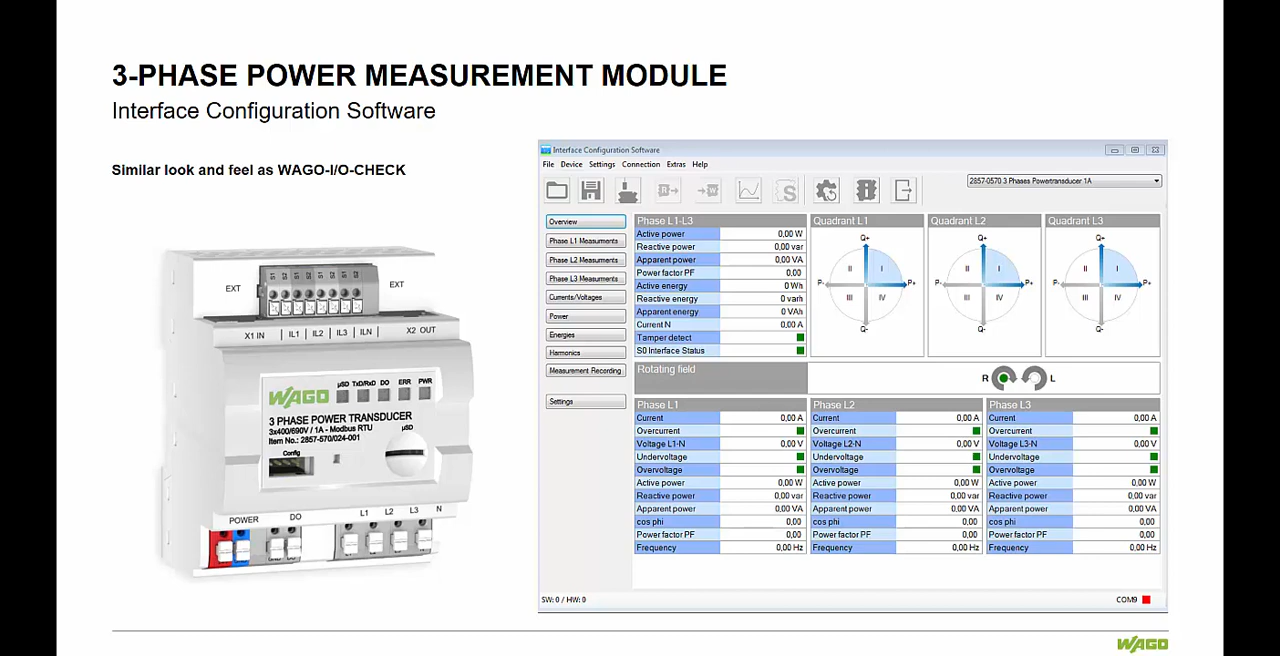 3-PHASE POWER MEASUREMENT MODULE
Interface Configuration Software
Similar look and feel as WAGO-I/O-CHECK
EXT
EXT
X1 IN | IL1 | IL2 | IL3 | ILN | X2 OUT
WAGO
µSD TxD/RxD DO ERR PWR
3 PHASE POWER TRANSDUCER
3x400/690V / 1A - Modbus RTU
Item No.: 2857-570/024-001
µSD
Config
POWER DO L1 L2 L3 N
Interface Configuration Software
File Device Settings Connection Extras Help
2857-0570 3 Phases Powertransducer 1A
Overview
Phase L1 Measuments
Phase L2 Measuments
Phase L3 Measuments
Currents/Voltages
Power
Energies
Harmonics
Measurement Recording
Settings
Phase L1-L3
Active power 0,00 W
Reactive power 0,00 var
Apparent power 0,00 VA
Power factor PF 0,00
Active energy 0 Wh
Reactive energy 0 varh
Apparent energy 0 VAh
Current N 0,00 A
Tamper detect
S0 Interface Status
Quadrant L1
Q+
II I
P- P+
III IV
Q-
Quadrant L2
Q+
II I
P- P+
III IV
Q-
Quadrant L3
Q+
II I
P- P+
III IV
Q-
Rotating field
R L
Phase L1
Current 0,00 A
Overcurrent
Voltage L1-N 0,00 V
Undervoltage
Overvoltage
Active power 0,00 W
Reactive power 0,00 var
Apparent power 0,00 VA
cos phi 0,00
Power factor PF 0,00
Frequency 0,00 Hz
Phase L2
Current 0,00 A
Overcurrent
Voltage L2-N 0,00 V
Undervoltage
Overvoltage
Active power 0,00 W
Reactive power 0,00 var
Apparent power 0,00 VA
cos phi 0,00
Power factor PF 0,00
Frequency 0,00 Hz
Phase L3
Current 0,00 A
Overcurrent
Voltage L3-N 0,00 V
Undervoltage
Overvoltage
Active power 0,00 W
Reactive power 0,00 var
Apparent power 0,00 VA
cos phi 0,00
Power factor PF 0,00
Frequency 0,00 Hz
SW: 0 / HW: 0
COM9
WAGO